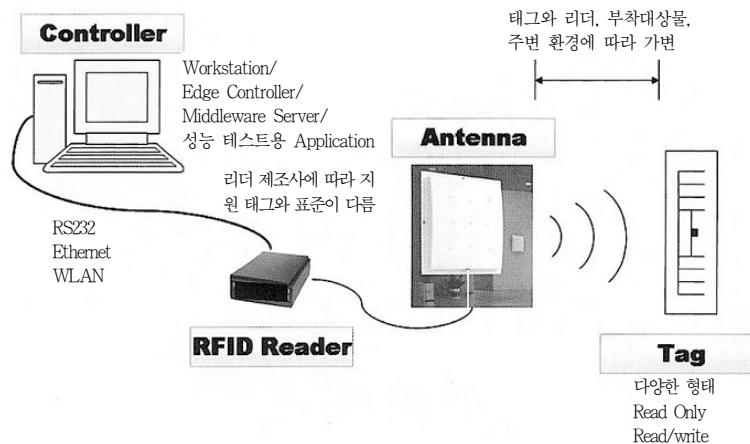 태그와 리더, 부착대상물,
주변 환경에 따라 가변
Controller
Workstation/
Edge Controller/
Middleware Server/
성능 테스트용 Application
Antenna
리더 제조사에 따라 지
원 태그와 표준이 다름
RS232
Ethernet
WLAN
RFID Reader
Tag
다양한 형태
Read Only
Read/write